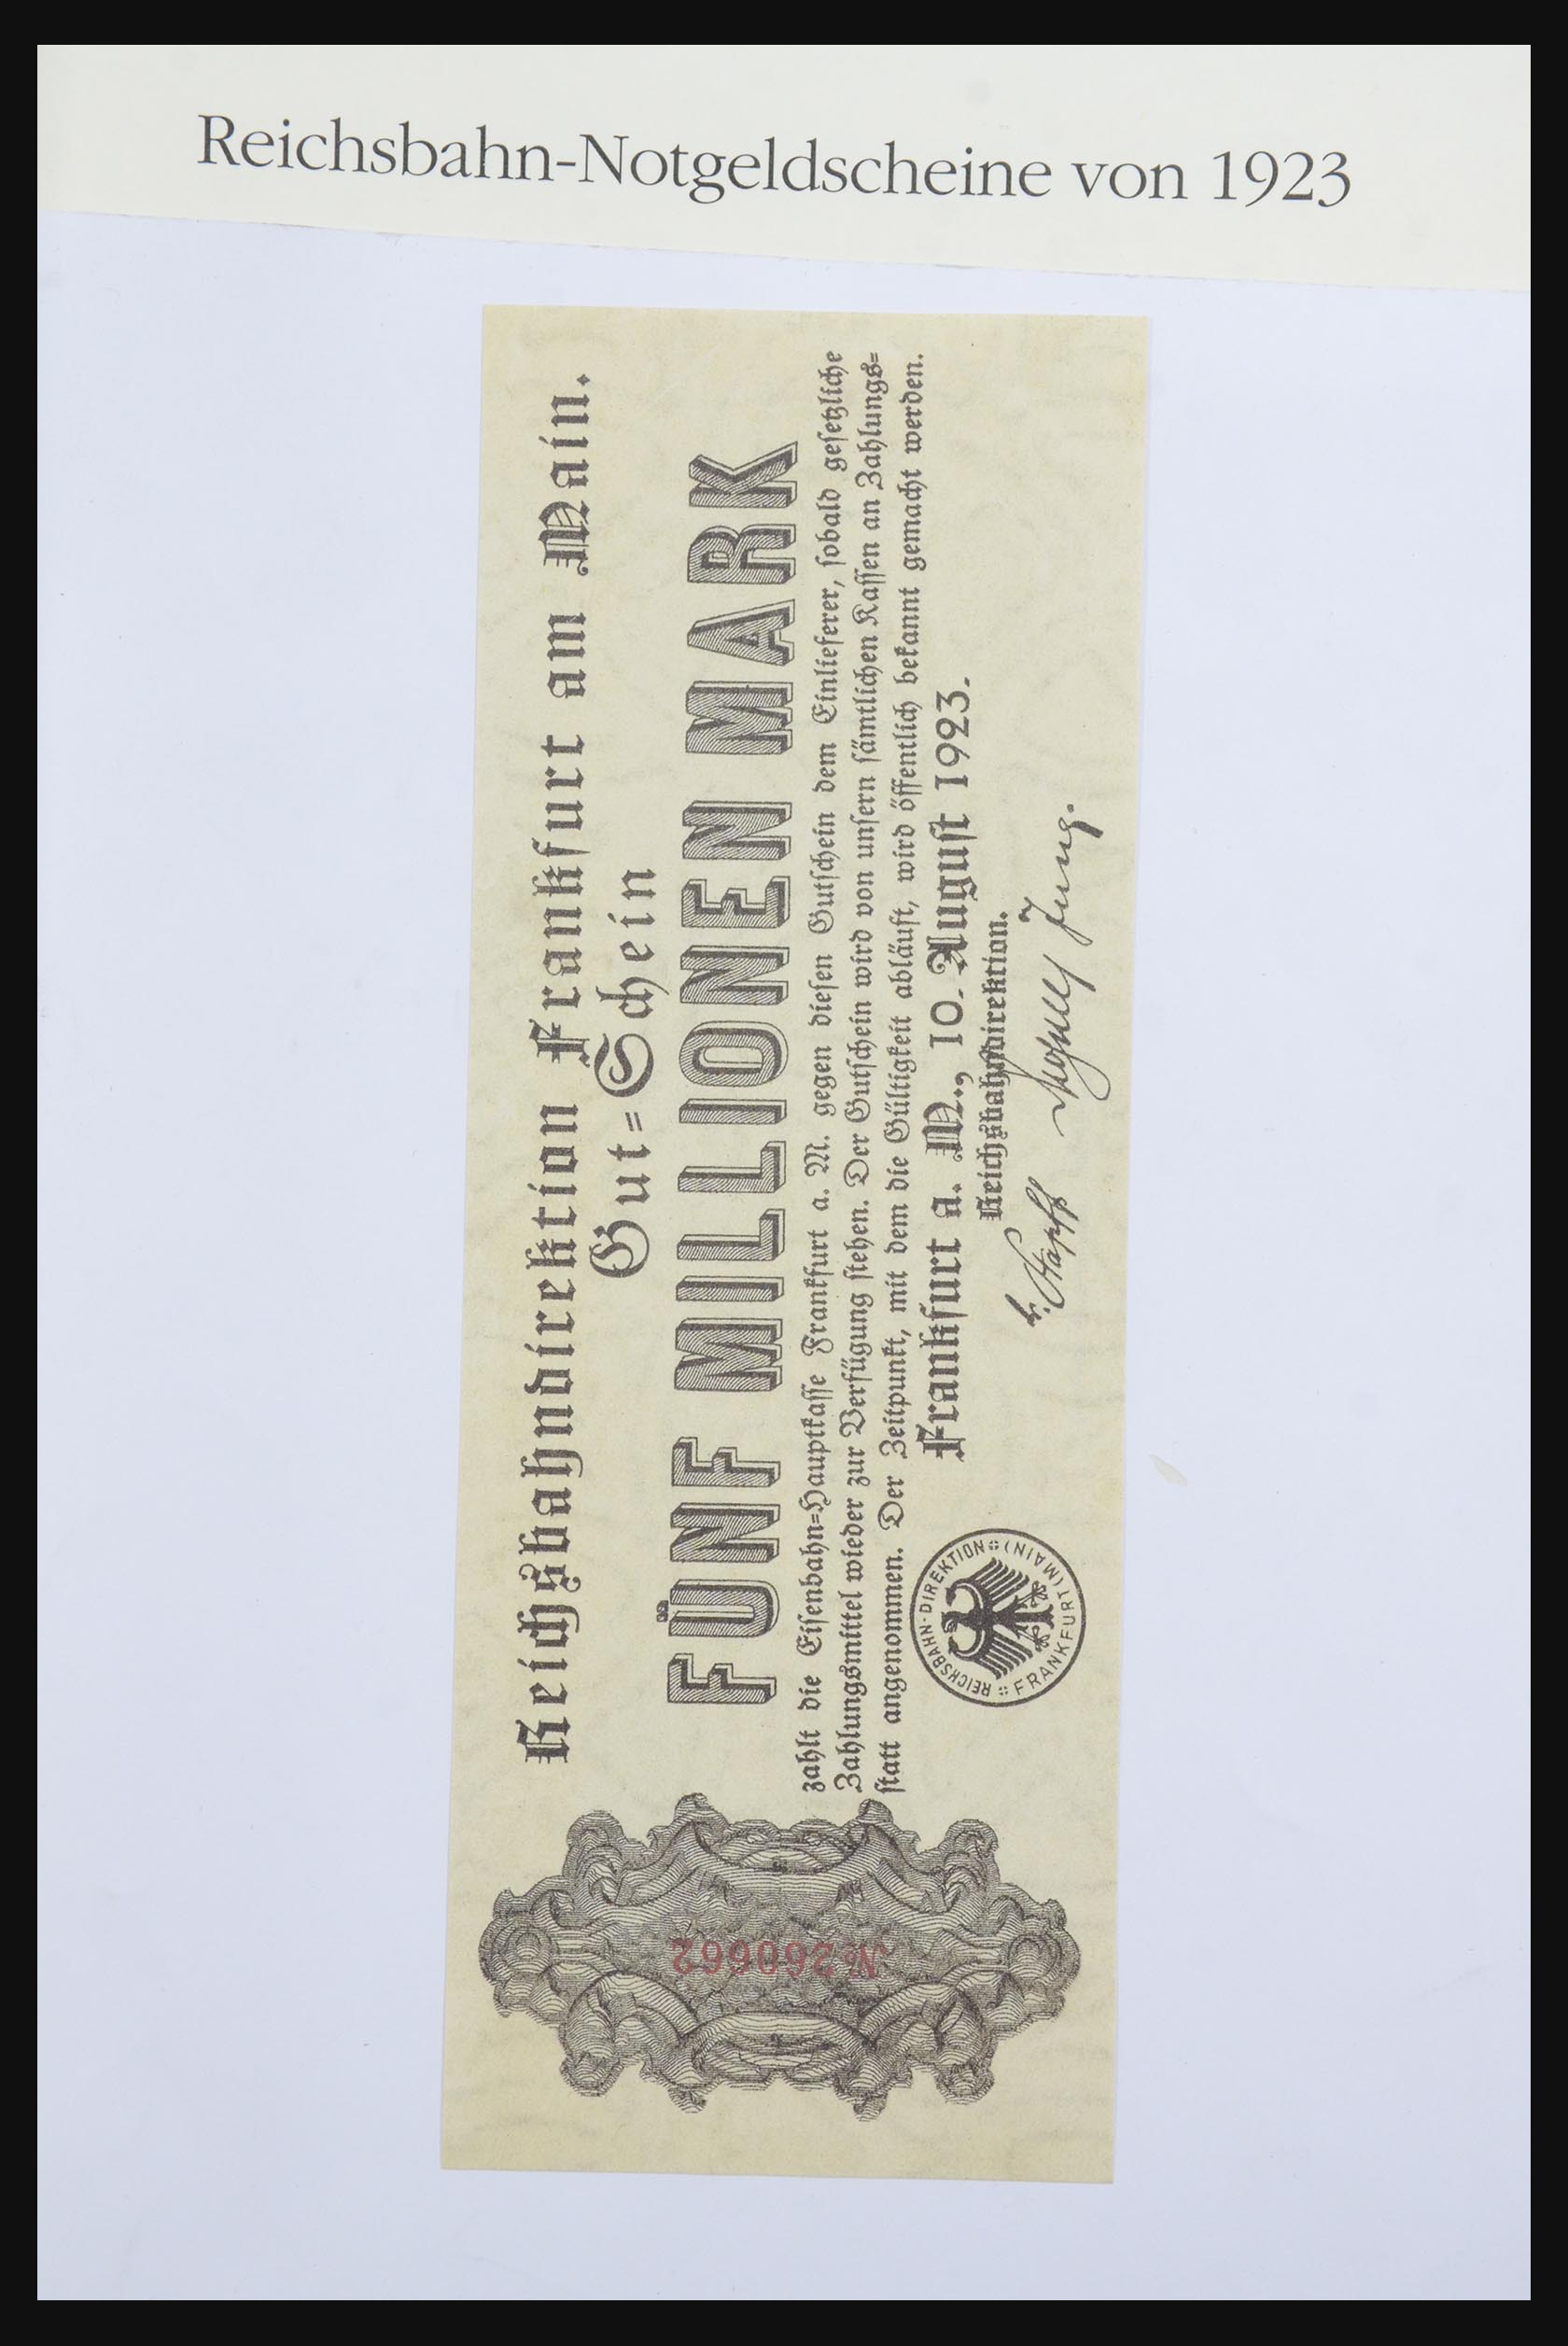 Reichsbahn-Notgeldscheine von 1923
Reichsbahndirektion Frankfurt am Main.
Gut=Schein
FÜNF MILLIONEN MARK
zahlt die Eisenbahn=Hauptkasse Frankfurt a. M. gegen diesen Gutschein dem Einlieferer, sobald gesetzliche
Zahlungsmittel wieder zur Verfügung stehen. Der Gutschein wird von unsern sämtlichen Kassen an Zahlungs=
statt angenommen. Der Zeitpunkt, mit dem die Gültigkeit abläuft, wird öffentlich bekannt gemacht werden.
Frankfurt a. M., 10. August 1923.
Reichsbahndirektion.
Jung.
REICHSBAHN-DIREKTION
FRANKFURT (MAIN)
№260662